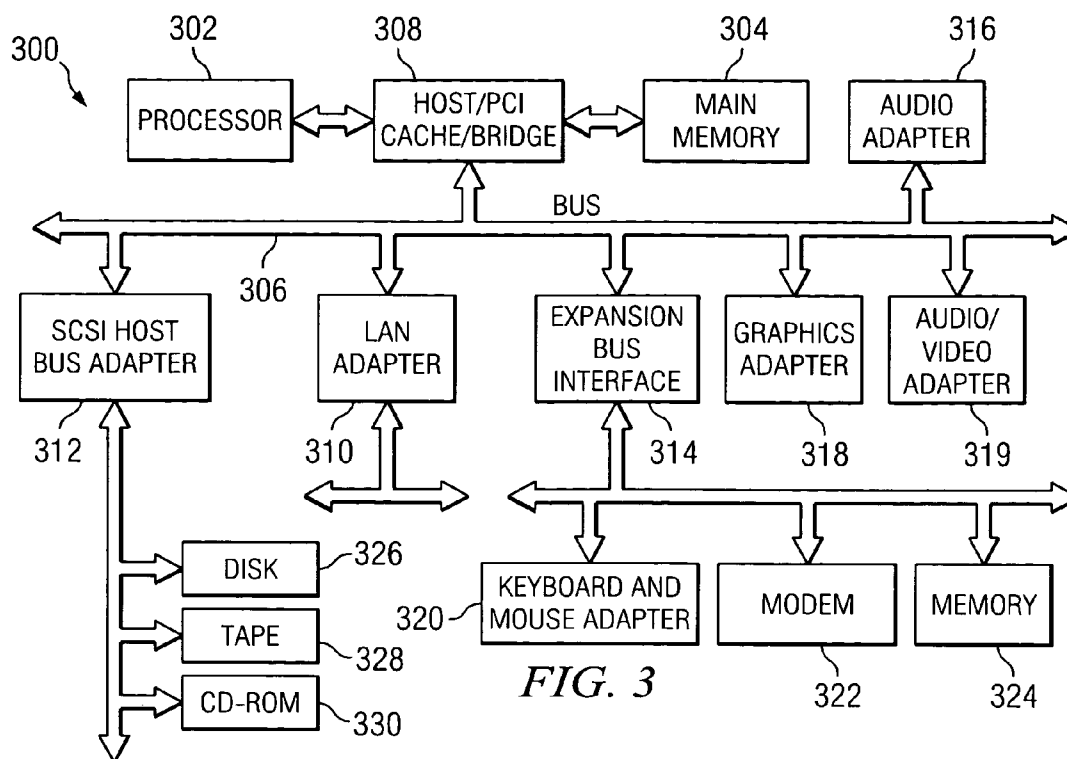 300
302
308
304
316
PROCESSOR
HOST/PCI
CACHE/BRIDGE
MAIN
MEMORY
AUDIO
ADAPTER
BUS
306
SCSI HOST
BUS ADAPTER
LAN
ADAPTER
EXPANSION
BUS
INTERFACE
GRAPHICS
ADAPTER
AUDIO/
VIDEO
ADAPTER
312
310
314
318
319
DISK
326
TAPE
328
CD-ROM
330
320
KEYBOARD AND
MOUSE ADAPTER
MODEM
MEMORY
322
324
FIG. 3